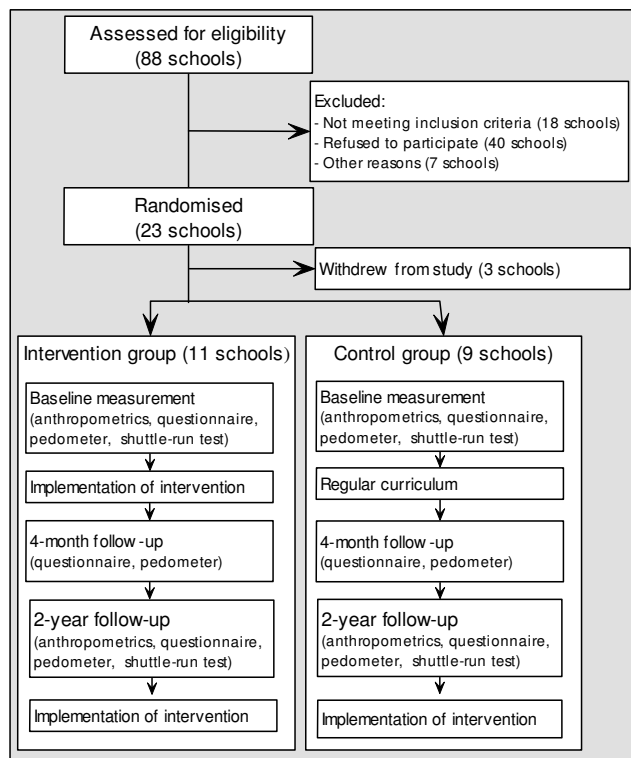 Assessed for eligibility
(88 schools)
Excluded:
- Not meeting inclusion criteria (18 schools)
- Refused to participate (40 schools)
- Other reasons (7 schools)
Randomised
(23 schools)
Withdrew from study (3 schools)
Intervention group (11 schools)
Baseline measurement
(anthropometrics, questionnaire,
pedometer, shuttle-run test)
Implementation of intervention
4-month follow-up
(questionnaire, pedometer)
2-year follow-up
(anthropometrics, questionnaire,
pedometer, shuttle-run test)
Implementation of intervention
Control group (9 schools)
Baseline measurement
(anthropometrics, questionnaire,
pedometer, shuttle-run test)
Regular curriculum
4-month follow-up
(questionnaire, pedometer)
2-year follow-up
(anthropometrics, questionnaire,
pedometer, shuttle-run test)
Implementation of intervention